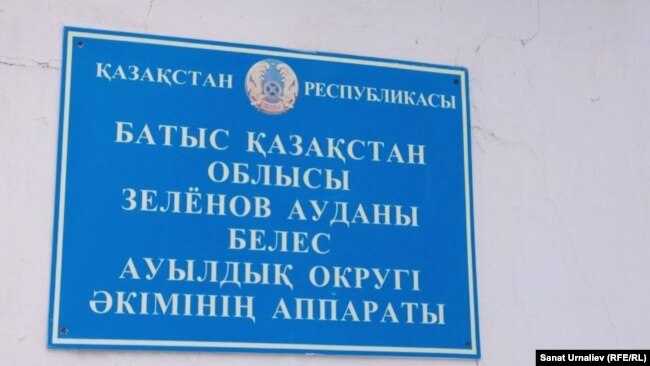 ҚАЗАҚСТАН РЕСПУБЛИКАСЫ
БАТЫС ҚАЗАҚСТАН
ОБЛЫСЫ
ЗЕЛЁНОВ АУДАНЫ
БЕЛЕС
АУЫЛДЫҚ ОКРУГІ
ӘКІМІНІҢ АППАРАТЫ
Sanat Urnaliev (RFE/RL)